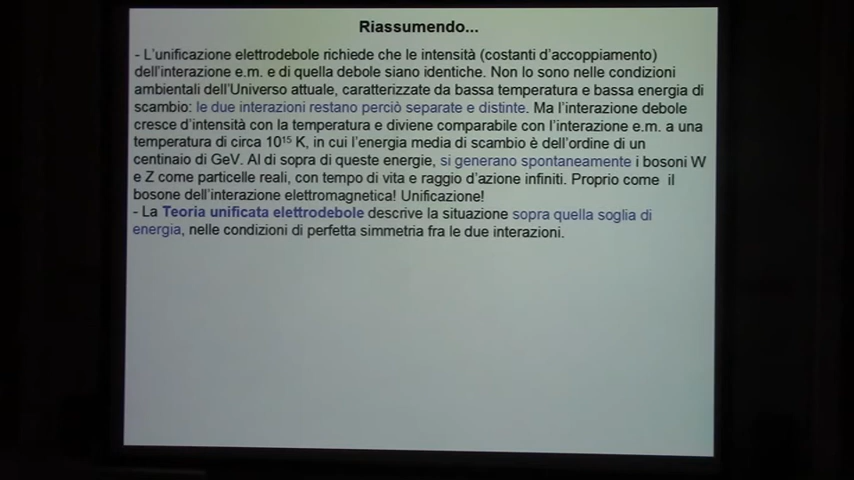 Riassumendo...
- L'unificazione elettrodebole richiede che le intensità (costanti d'accoppiamento)
dell'interazione e.m. e di quella debole siano identiche. Non lo sono nelle condizioni
ambientali dell'Universo attuale, caratterizzate da bassa temperatura e bassa energia di
scambio: le due interazioni restano perciò separate e distinte. Ma l'interazione debole
cresce d'intensità con la temperatura e diviene comparabile con l'interazione e.m. a una
temperatura di circa 10¹⁵ K, in cui l'energia media di scambio è dell'ordine di un
centinaio di GeV. Al di sopra di queste energie, si generano spontaneamente i bosoni W
e Z come particelle reali, con tempo di vita e raggio d'azione infiniti. Proprio come il
bosone dell'interazione elettromagnetica! Unificazione!
- La Teoria unificata elettrodebole descrive la situazione sopra quella soglia di
energia, nelle condizioni di perfetta simmetria fra le due interazioni.